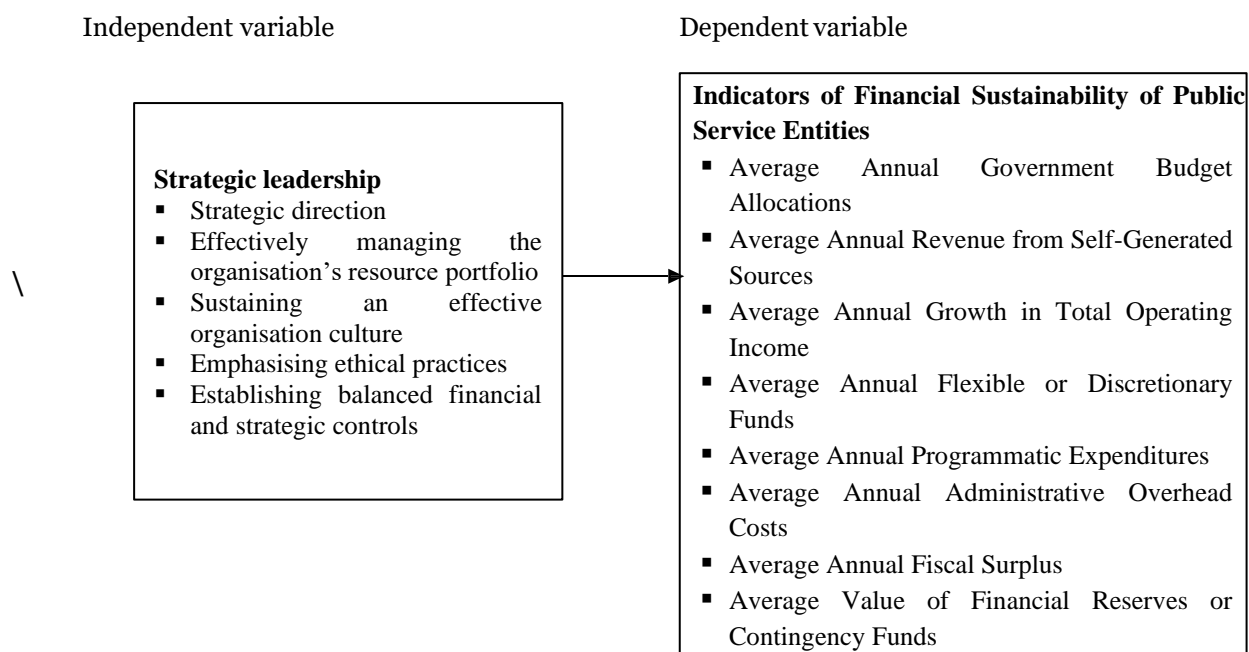 Independent variable
Dependent variable
Strategic leadership
▪ Strategic direction
▪ Effectively managing the
organisation’s resource portfolio
▪ Sustaining an effective
organisation culture
▪ Emphasising ethical practices
▪ Establishing balanced financial
and strategic controls
\
Indicators of Financial Sustainability of Public
Service Entities
▪ Average Annual Government Budget
Allocations
▪ Average Annual Revenue from Self-Generated
Sources
▪ Average Annual Growth in Total Operating
Income
▪ Average Annual Flexible or Discretionary
Funds
▪ Average Annual Programmatic Expenditures
▪ Average Annual Administrative Overhead
Costs
▪ Average Annual Fiscal Surplus
▪ Average Value of Financial Reserves or
Contingency Funds